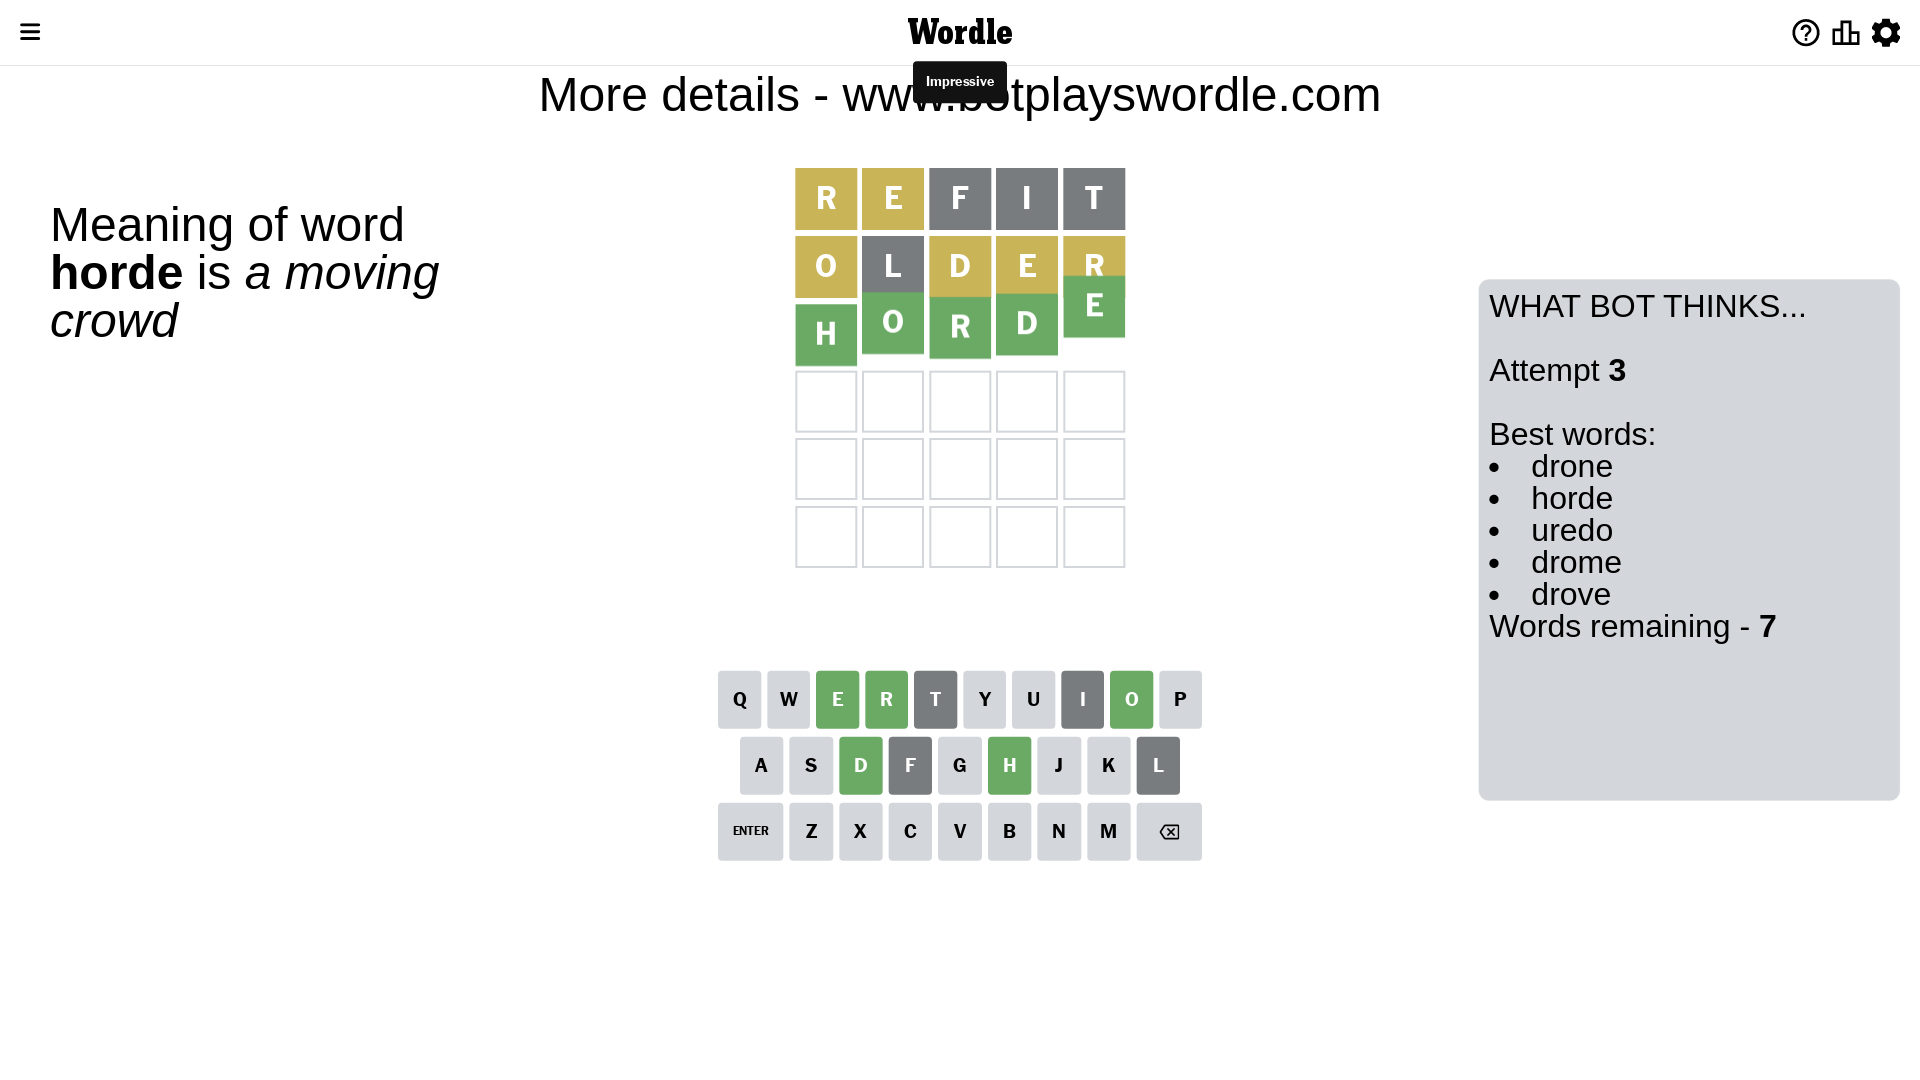 Wordle
Impressive
More details - www.botplayswordle.com
Meaning of word
horde is a moving
crowd
R E F I T
O L D E R
H O R D E
WHAT BOT THINKS...
Attempt 3
Best words:
• drone
• horde
• uredo
• drome
• drove
Words remaining - 7
Q W E R T Y U I O P
A S D F G H J K L
ENTER Z X C V B N M